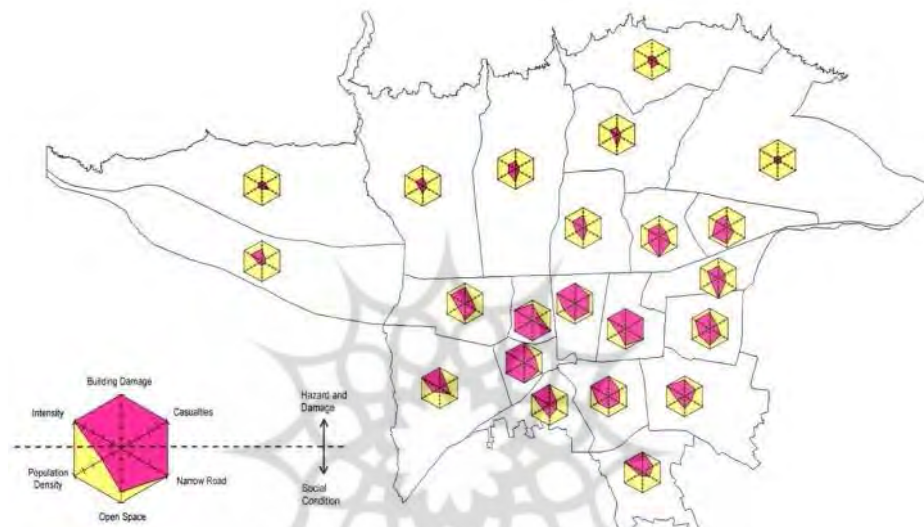 Building Damage
Intensity
Casualties
Hazard and
Damage
Population
Density
Narrow Road
Open Space
Social
Condition